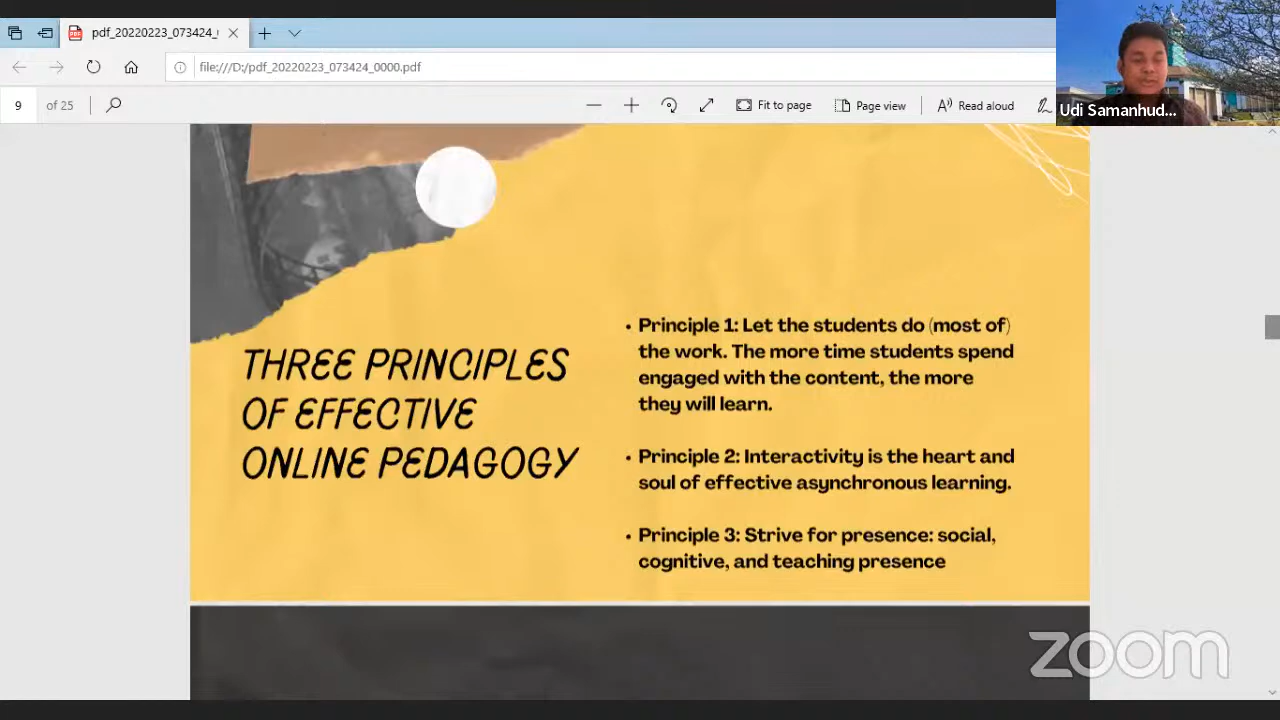 pdf_20220223_073424_
file:///D:/pdf_20220223_073424_0000.pdf
9 of 25
Fit to page
Page view
Read aloud
Udi Samanhud...
THREE PRINCIPLES
OF EFFECTIVE
ONLINE PEDAGOGY
• Principle 1: Let the students do (most of)
the work. The more time students spend
engaged with the content, the more
they will learn.
• Principle 2: Interactivity is the heart and
soul of effective asynchronous learning.
• Principle 3: Strive for presence: social,
cognitive, and teaching presence
zoom